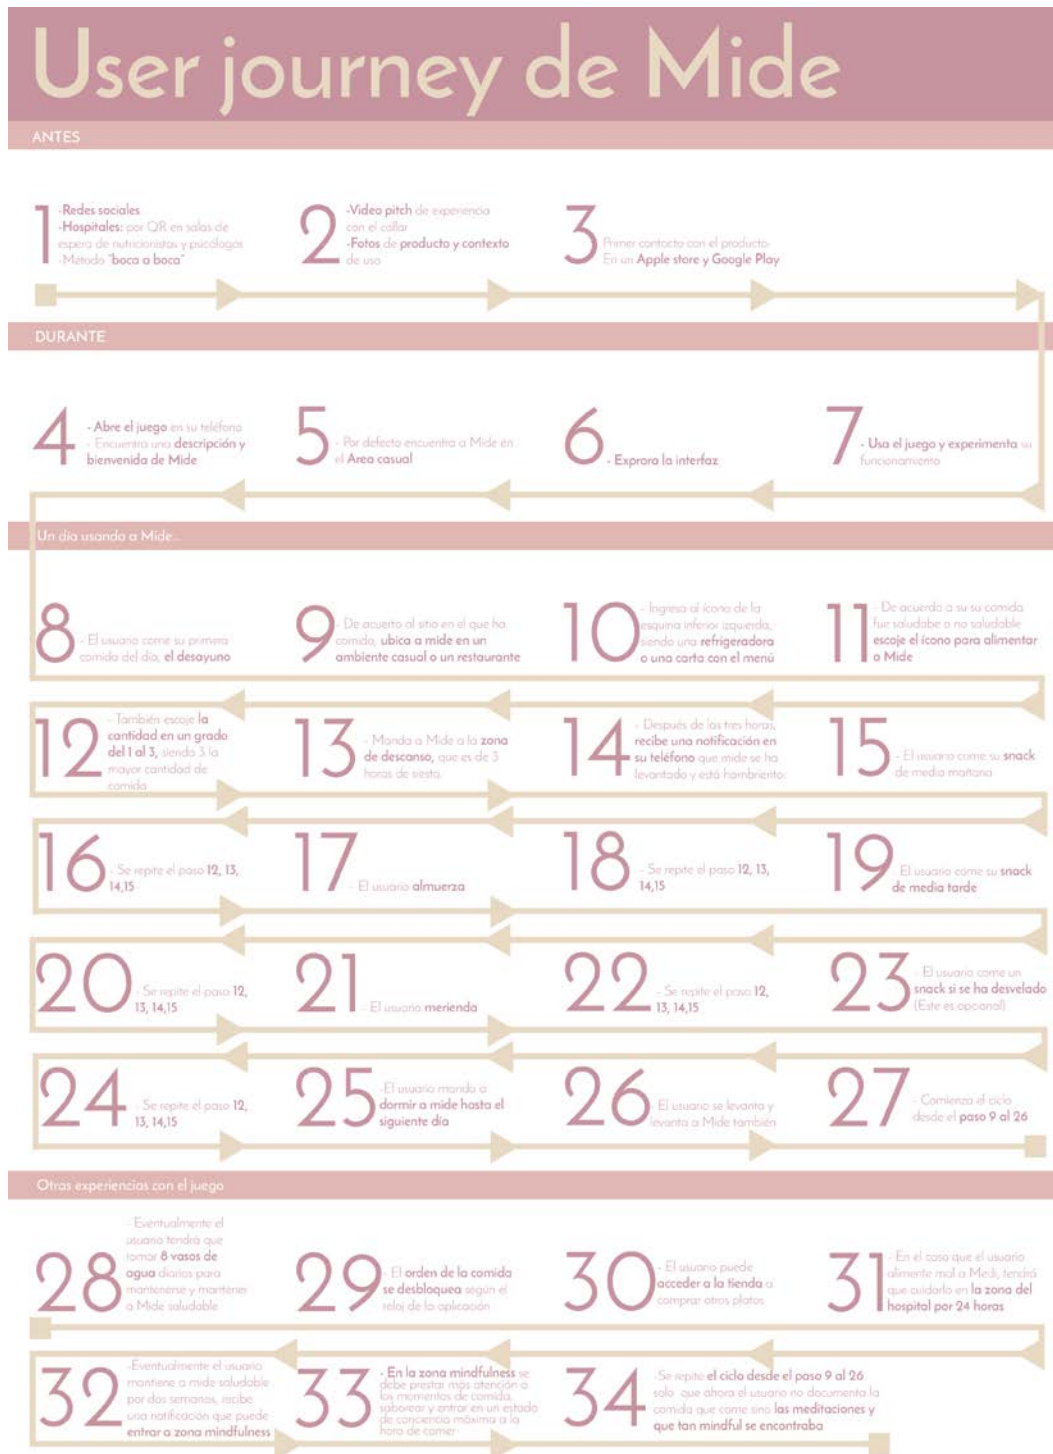 User journey de Mide
ANTES
1
-Redes sociales
-Hospitales: por QR en salas de
espera de nutricionistas y psicólogos
-Método "boca a boca"
2
-Video pitch de experiencia
con el collar
-Fotos de producto y contexto
de uso
3
Primer contacto con el producto:
En un Apple store y Google Play
DURANTE
4
- Abre el juego en su teléfono
- Encuentra una descripción y
bienvenida de Mide
5
- Por defecto encuentra a Mide en
el Area casual
6
- Exprora la interfaz
7
- Usa el juego y experimenta su
funcionamiento
Un día usando a Mide...
8
- El usuario come su primera
comida del día, el desayuno
9
- De acuerto al sitio en el que ha
comido, ubica a mide en un
ambiente casual o un restaurante
10
- Ingresa al ícono de la
esquina inferior izquierda,
siendo una refrigeradora
o una carta con el menú
11
- De acuerdo a su su comida
fue saludabe o no saludable
escoje el ícono para alimentar
a Mide
12
- También escoje la
cantidad en un grado
del 1 al 3, siendo 3 la
mayor cantidad de
comida
13
- Manda a Mide a la zona
de descanso, que es de 3
horas de siesta.
14
- Después de las tres horas,
recibe una notificación en
su teléfono que mide se ha
levantado y está hambriento.
15
- El usuario come su snack
de media mañana
16
- Se repite el paso 12, 13,
14,15
17
- El usuario almuerza
18
- Se repite el paso 12, 13,
14,15
19
- El usuario come su snack
de media tarde
20
- Se repite el paso 12,
13, 14,15
21
- El usuario merienda
22
- Se repite el paso 12,
13, 14,15
23
- El usuario come un
snack si se ha desvelado
(Este es opcional)
24
- Se repite el paso 12,
13, 14,15
25
-El usuario manda a
dormir a mide hasta el
siguiente día
26
- El usuario se levanta y
levanta a Mide también
27
- Comienza el ciclo
desde el paso 9 al 26
Otras experiencias con el juego
28
- Eventualmente el
usuario tendrá que
tomar 8 vasos de
agua diarios para
mantenerse y mantener
a Mide saludable
29
- El orden de la comida
se desbloquea según el
reloj de la aplicación
30
- El usuario puede
acceder a la tienda a
comprar otros platos
31
- En el caso que el usuario
alimente mal a Medi, tendrá
que cuidarlo en la zona del
hospital por 24 horas
32
-Eventualmente el usuario
mantiene a mide saludable
por dos semanas, recibe
una notificación que puede
entrar a zona mindfulness
33
- En la zona mindfulness se
debe prestar más atención a
los momentos de comida,
saborear y entrar en un estado
de conciencia máxima a la
hora de comer
34
-Se repite el ciclo desde el paso 9 al 26
solo que ahora el usuario no documenta la
comida que come sino las meditaciones y
que tan mindful se encontraba